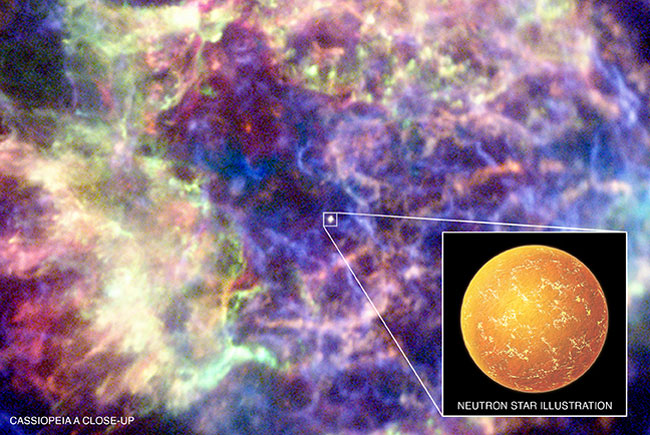 NEUTRON STAR ILLUSTRATION
CASSIOPEIA A CLOSE-UP